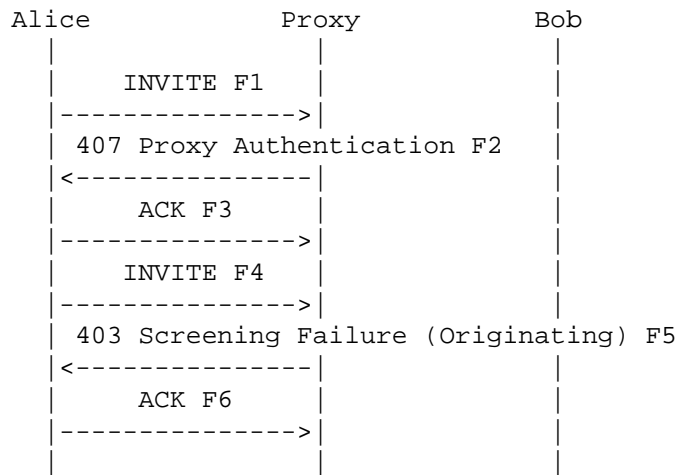 Alice Proxy Bob
INVITE F1
407 Proxy Authentication F2
ACK F3
INVITE F4
403 Screening Failure (Originating) F5
ACK F6